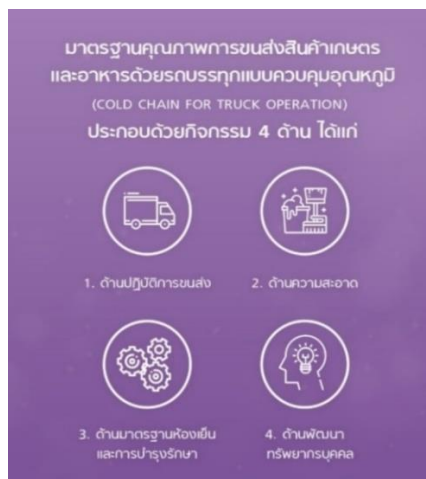 มาตรฐานคุณภาพการขนส่งสินค้าเกษตร
และอาหารด้วยรถบรรทุกแบบควบคุมอุณหภูมิ
(COLD CHAIN FOR TRUCK OPERATION)
ประกอบด้วยกิจกรรม 4 ด้าน ได้แก่
1. ด้านปฏิบัติการขนส่ง
2. ด้านความสะอาด
3. ด้านมาตรฐานห้องเย็น
และการบำรุงรักษา
4. ด้านพัฒนา
ทรัพยากรบุคคล